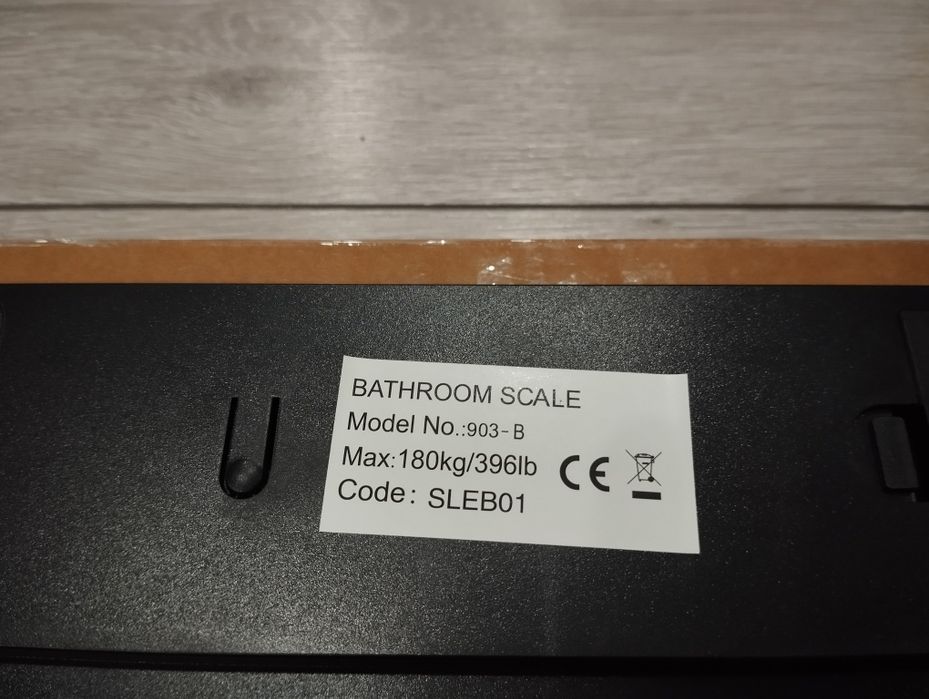 BATHROOM SCALE
Model No.:903-B
Max:180kg/396lb
Code: SLEB01
CE